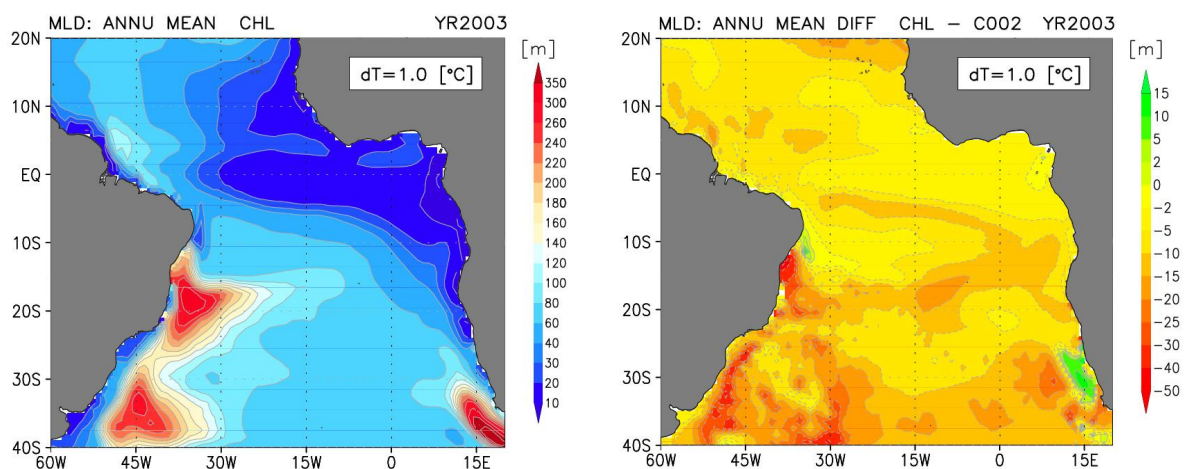 MLD: ANNU MEAN CHL YR2003
[m]
20N
10N
EQ
10S
20S
30S
40S
60W 45W 30W 15W 0 15E
dT=1.0 [°C]
350
300
260
240
220
200
180
160
140
120
100
80
60
50
40
30
20
10
MLD: ANNU MEAN DIFF CHL – C002 YR2003
[m]
20N
10N
EQ
10S
20S
30S
40S
60W 45W 30W 15W 0 15E
dT=1.0 [°C]
15
10
5
2
0
−2
−5
−10
−15
−20
−30
−40
−50